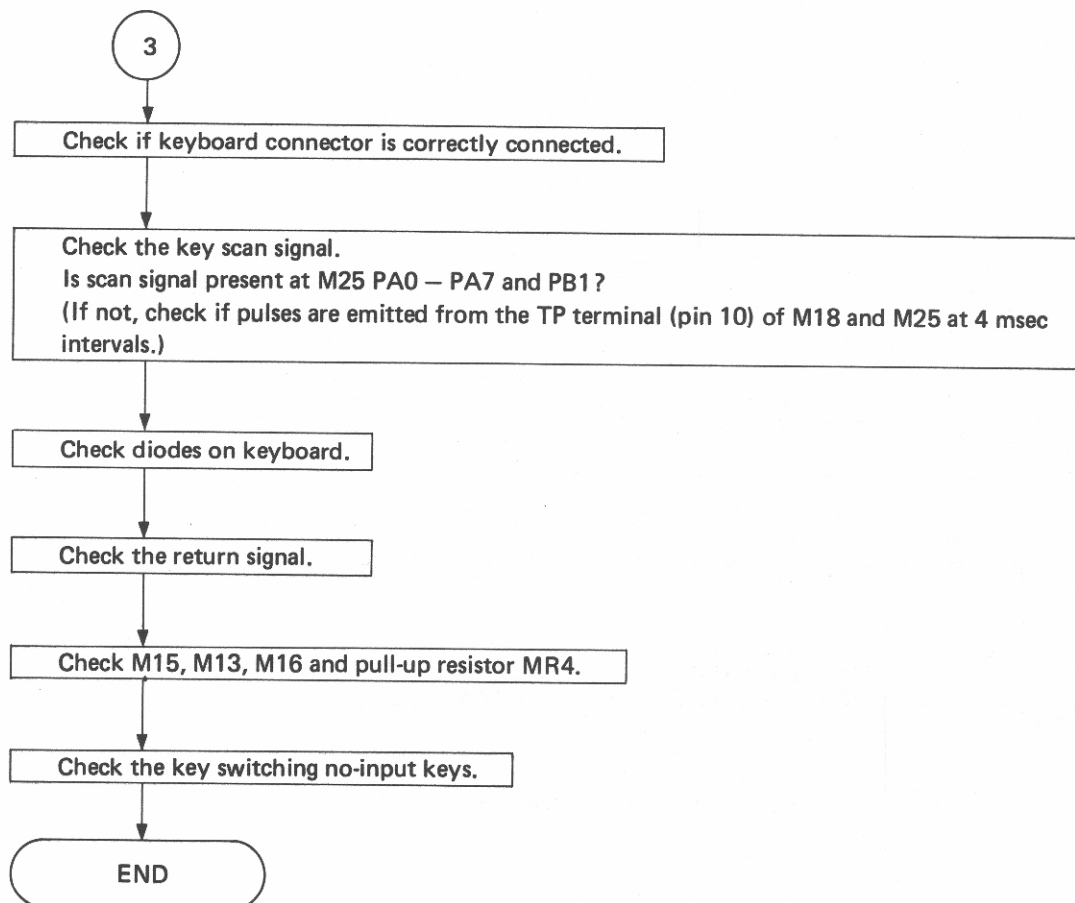 3
Check if keyboard connector is correctly connected.
Check the key scan signal.
Is scan signal present at M25 PA0 – PA7 and PB1?
(If not, check if pulses are emitted from the TP terminal (pin 10) of M18 and M25 at 4 msec
intervals.)
Check diodes on keyboard.
Check the return signal.
Check M15, M13, M16 and pull-up resistor MR4.
Check the key switching no-input keys.
END